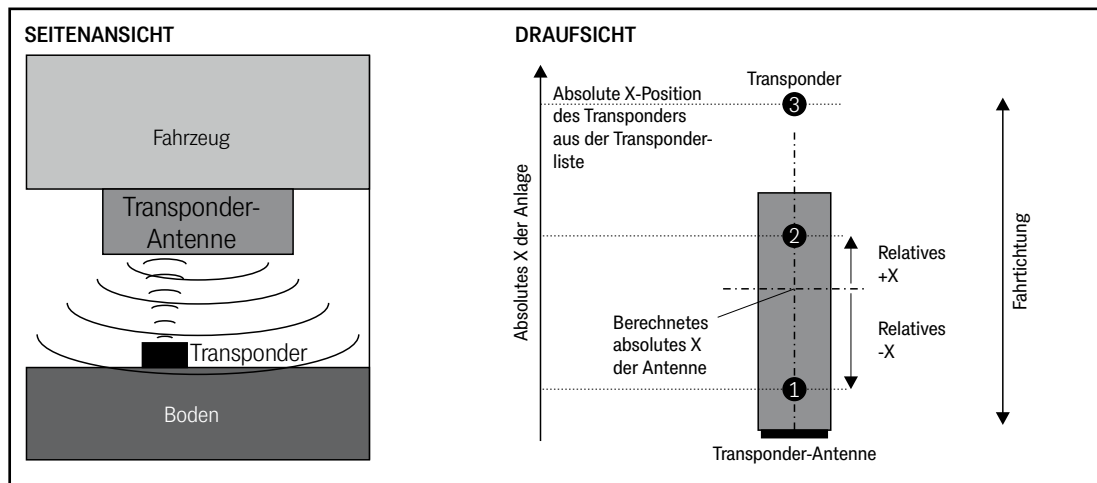 SEITENANSICHT
Fahrzeug
Transponder-
Antenne
Transponder
Boden
DRAUFSICHT
Transponder
Absolute X-Position
des Transponders
aus der Transponder-
liste
3
Absolutes X der Anlage
2
Relatives
+X
Berechnetes
absolutes X
der Antenne
Relatives
-X
1
Fahrtichtung
Transponder-Antenne